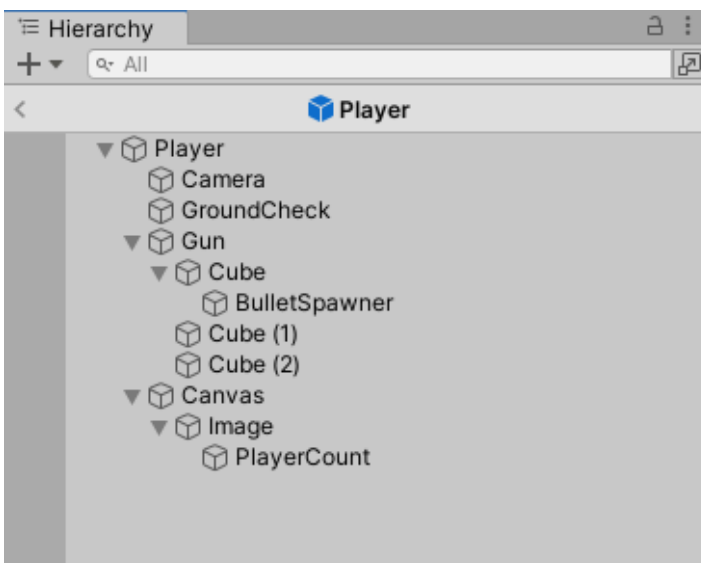 Hierarchy
All
Player
Player
Camera
GroundCheck
Gun
Cube
BulletSpawner
Cube (1)
Cube (2)
Canvas
Image
PlayerCount